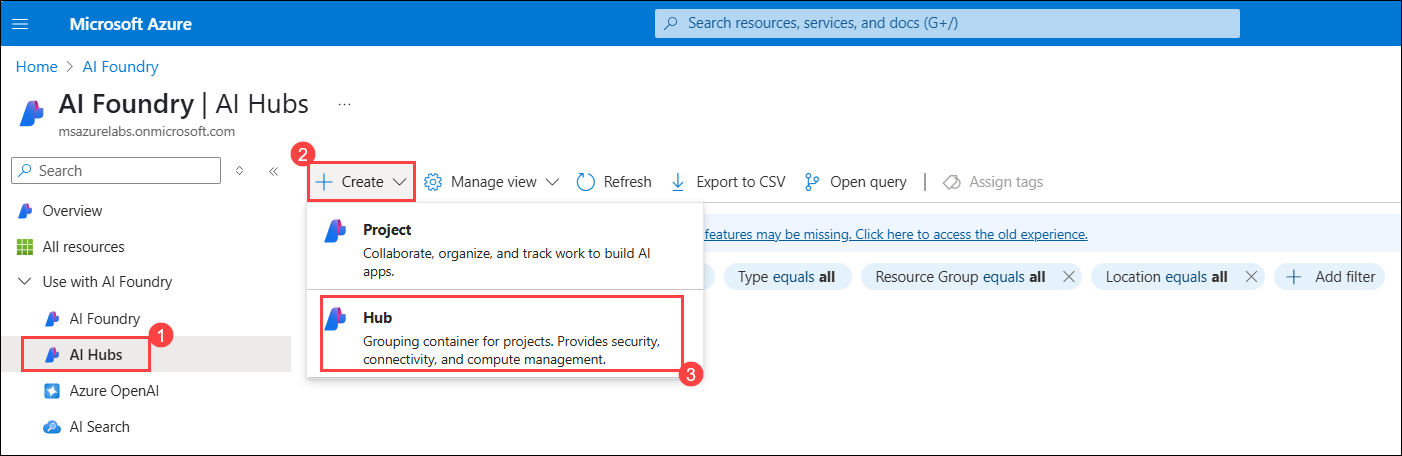 Microsoft Azure
Search resources, services, and docs (G+/)
Home > AI Foundry
AI Foundry | AI Hubs ...
msazurelabs.onmicrosoft.com
Search
2
Create
Manage view
Refresh
Export to CSV
Open query
Assign tags
Overview
All resources
Use with AI Foundry
AI Foundry
1
AI Hubs
Azure OpenAI
AI Search
Project
Collaborate, organize, and track work to build AI
apps.
Hub
Grouping container for projects. Provides security,
connectivity, and compute management.
3
features may be missing. Click here to access the old experience.
Type equals all
Resource Group equals all
Location equals all
Add filter